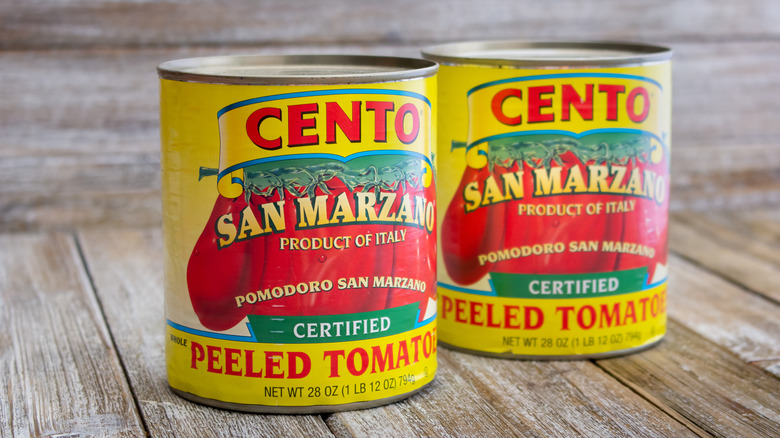 CENTO
SAN MARZANO
PRODUCT OF ITALY
POMODORO SAN MARZANO
CERTIFIED
WHOLE
PEELED TOMATOE
NET WT 28 OZ (1 LB 12 OZ) 794g
CENTO
SAN MARZANO
PRODUCT OF ITALY
POMODORO SAN MARZANO
CERTIFIED
PEELED TOMATOE
NET WT 28 OZ (1 LB 12 OZ) 794g